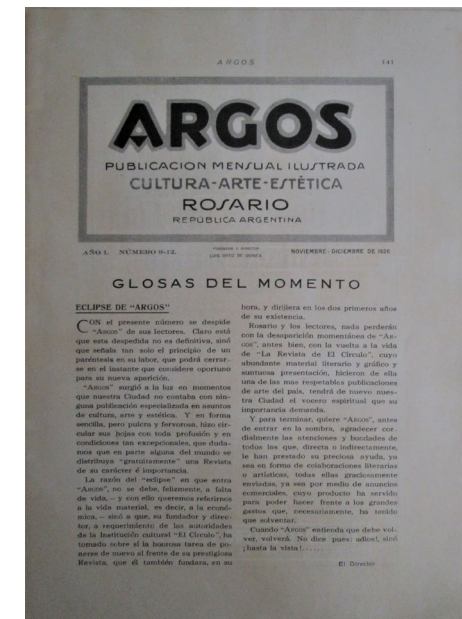 ARGOS
141
ARGOS
PUBLICACION MENSUAL ILUSTRADA
CULTURA-ARTE-ESTÉTICA
ROSARIO
REPÚBLICA ARGENTINA
AÑO I. NÚMERO 9-12.
FUNDADOR Y DIRECTOR
LUIS ORTIZ DE GUINEA
NOVIEMBRE - DICIEMBRE DE 1926
GLOSAS DEL MOMENTO
ECLIPSE DE "ARGOS"
CON el presente número se despide
"ARGOS" de sus lectores. Claro está
que esta despedida no es definitiva, sinó
que señala tan solo el principio de un
paréntesis en su labor, que podrá cerrar-
se en el instante que considere oportuno
para su nueva aparición.
"ARGOS" surgió a la luz en momentos
que nuestra Ciudad no contaba con nin-
guna publicación especializada en asuntos
de cultura, arte y estética. Y en forma
sencilla, pero pulcra y fervorosa, hizo cir-
cular sus hojas con toda profusión y en
condiciones tan excepcionales, que duda-
mos que en parte alguna del mundo se
distribuya "gratuitamente" una Revista
de su carácter é importancia.
La razón del "eclipse" en que entra
"ARGOS", no se debe, felizmente, a falta
de vida, — y con ello queremos referirnos
a la vida material, es decir, a la econó-
mica, — sinó a que, su fundador y direc-
tor, a requerimiento de las autoridades
de la Institución cultural "El Círculo", ha
tomado sobre sí la honrosa tarea de po-
nerse de nuevo al frente de su prestigiosa
Revista, que él también fundara, en su
hora, y dirijiera en los dos primeros años
de su existencia.
Rosario y los lectores, nada perderán
con la desaparición momentánea de "AR-
GOS", antes bien, con la vuelta a la vida
de "La Revista de El Círculo", cuyo
abundante material literario y gráfico y
suntuosa presentación, hicieron de ella
una de las mas respetables publicaciones
de arte del país, tendrá de nuevo nues-
tra Ciudad el vocero espiritual que su
importancia demanda.
Y para terminar, quiere "ARGOS", antes
de entrar en la sombra, agradecer cor-
dialmente las atenciones y bondades de
todos los que, directa o indirectamente,
le han prestado su preciosa ayuda, ya
sea en forma de colaboraciones literarias
o artísticas, todas ellas graciosamente
enviadas, ya sea por medio de anuncios
comerciales, cuyo producto ha servido
para poder hacer frente a los grandes
gastos que, necesariamente, ha tenido
que solventar.
Cuando "ARGOS" entienda que debe vol-
ver, volverá. No dice pues: adios!, sinó
¡hasta la vista!......
El Director